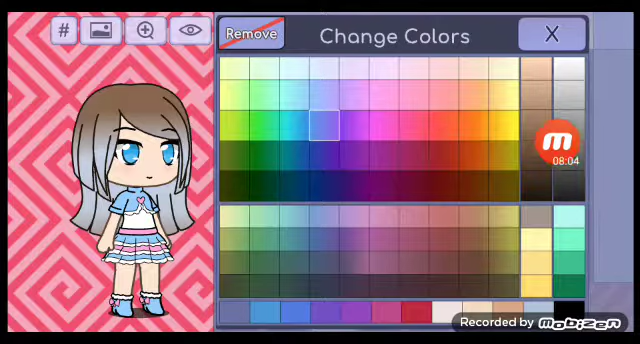 #
Remove
Change Colors
X
08:04
Recorded by mobizen